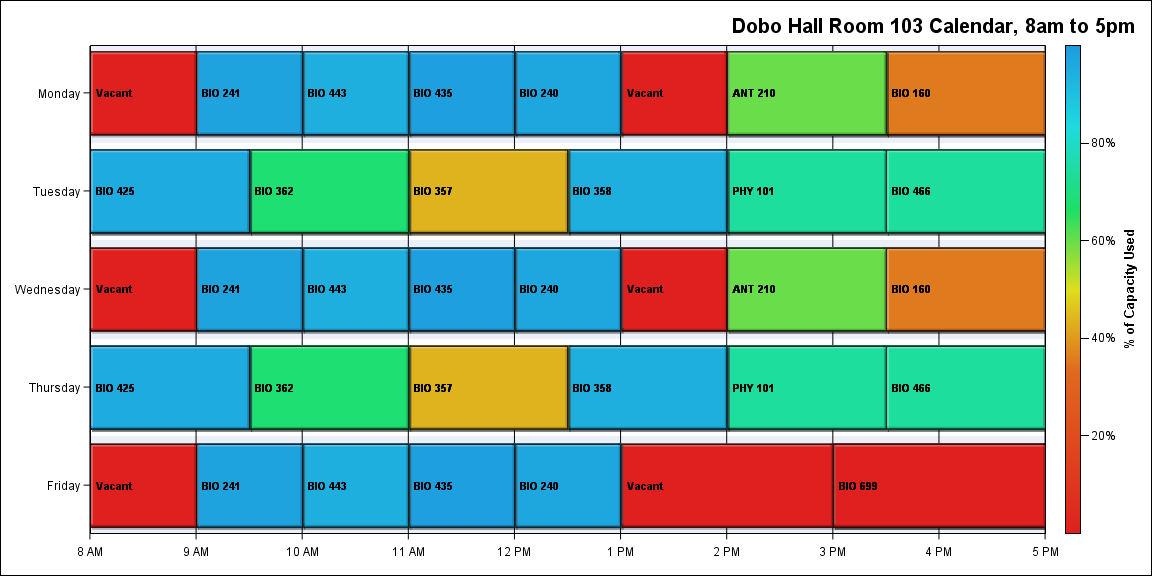 Dobo Hall Room 103 Calendar, 8am to 5pm
Monday
Vacant
BIO 241
BIO 443
BIO 435
BIO 240
Vacant
ANT 210
BIO 160
Tuesday
BIO 425
BIO 362
BIO 357
BIO 358
PHY 101
BIO 466
Wednesday
Vacant
BIO 241
BIO 443
BIO 435
BIO 240
Vacant
ANT 210
BIO 160
Thursday
BIO 425
BIO 362
BIO 357
BIO 358
PHY 101
BIO 466
Friday
Vacant
BIO 241
BIO 443
BIO 435
BIO 240
Vacant
BIO 699
8 AM
9 AM
10 AM
11 AM
12 PM
1 PM
2 PM
3 PM
4 PM
5 PM
80%
60%
40%
20%
% of Capacity Used